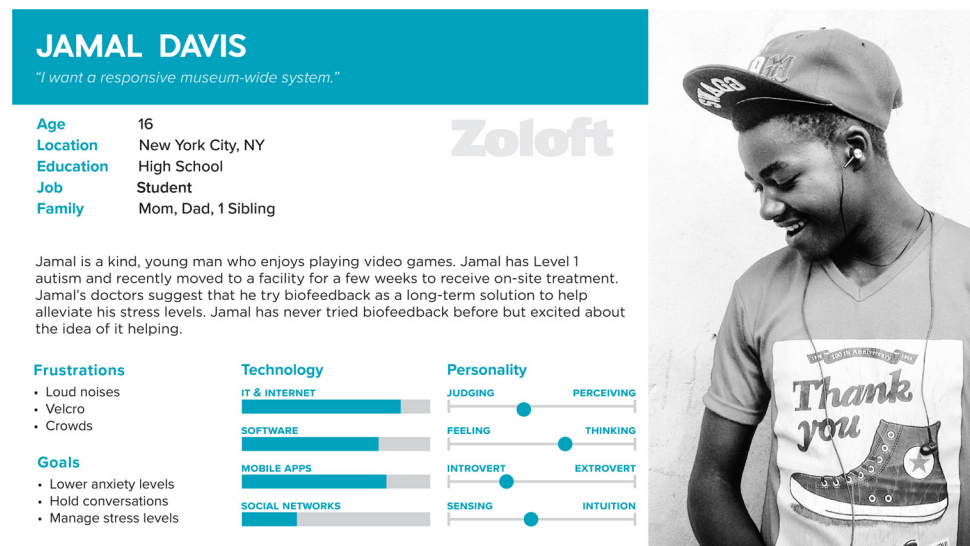 JAMAL DAVIS
“I want a responsive museum-wide system.”
Age 16
Location New York City, NY
Education High School
Job Student
Family Mom, Dad, 1 Sibling
Zoloft
Jamal is a kind, young man who enjoys playing video games. Jamal has Level 1
autism and recently moved to a facility for a few weeks to receive on-site treatment.
Jamal’s doctors suggest that he try biofeedback as a long-term solution to help
alleviate his stress levels. Jamal has never tried biofeedback before but excited about
the idea of it helping.
Frustrations
• Loud noises
• Velcro
• Crowds
Goals
• Lower anxiety levels
• Hold conversations
• Manage stress levels
Technology
IT & INTERNET
SOFTWARE
MOBILE APPS
SOCIAL NETWORKS
Personality
JUDGING PERCEIVING
FEELING THINKING
INTROVERT EXTROVERT
SENSING INTUITION
100th Anniversary
Thank
you